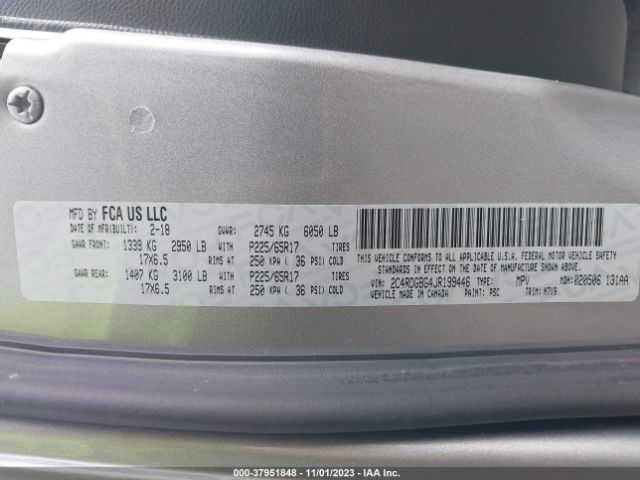 MFD BY FCA US LLC
DATE OF MFR(BUILT): 2-18 GVWR: 2745 KG 6050 LB
GAWR FRONT: 1339 KG 2950 LB WITH P225/65R17 TIRES
17X6.5 RIMS AT 250 KPA ( 36 PSI) COLD
GAWR REAR: 1407 KG 3100 LB WITH P225/65R17 TIRES
17X6.5 RIMS AT 250 KPA ( 36 PSI) COLD
THIS VEHICLE CONFORMS TO ALL APPLICABLE U.S.A. FEDERAL MOTOR VEHICLE SAFETY
STANDARDS IN EFFECT ON THE DATE OF MANUFACTURE SHOWN ABOVE.
VIN: 2C4RDGBG4JR199446 TYPE: MPV MDH: 020506 131AA
VEHICLE MADE IN CANADA PAINT: PSC TRIM: M7X9
000-37951848 - 11/01/2023 - IAA Inc.